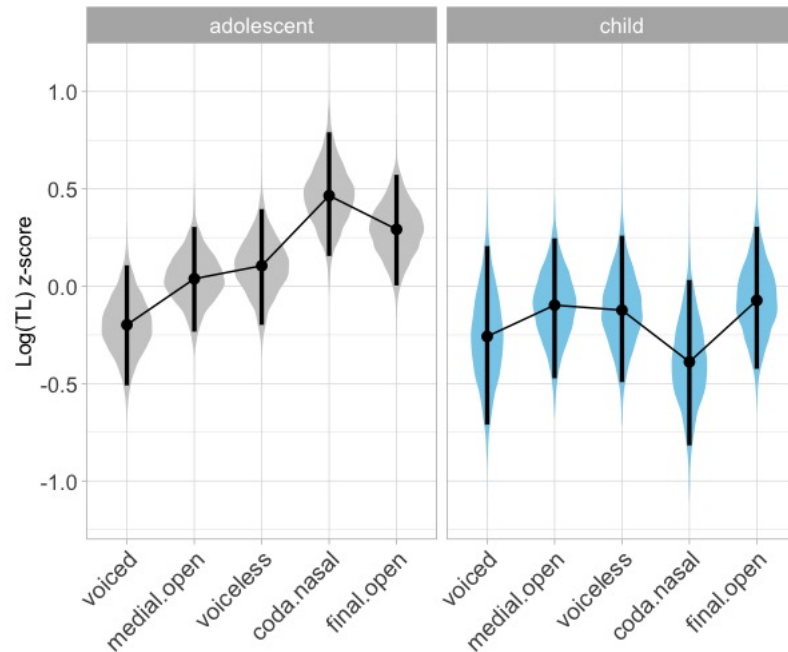 adolescent
child
Log(TL) z-score
1.0
0.5
0.0
-0.5
-1.0
voiced
medial.open
voiceless
coda.nasal
final.open
voiced
medial.open
voiceless
coda.nasal
final.open